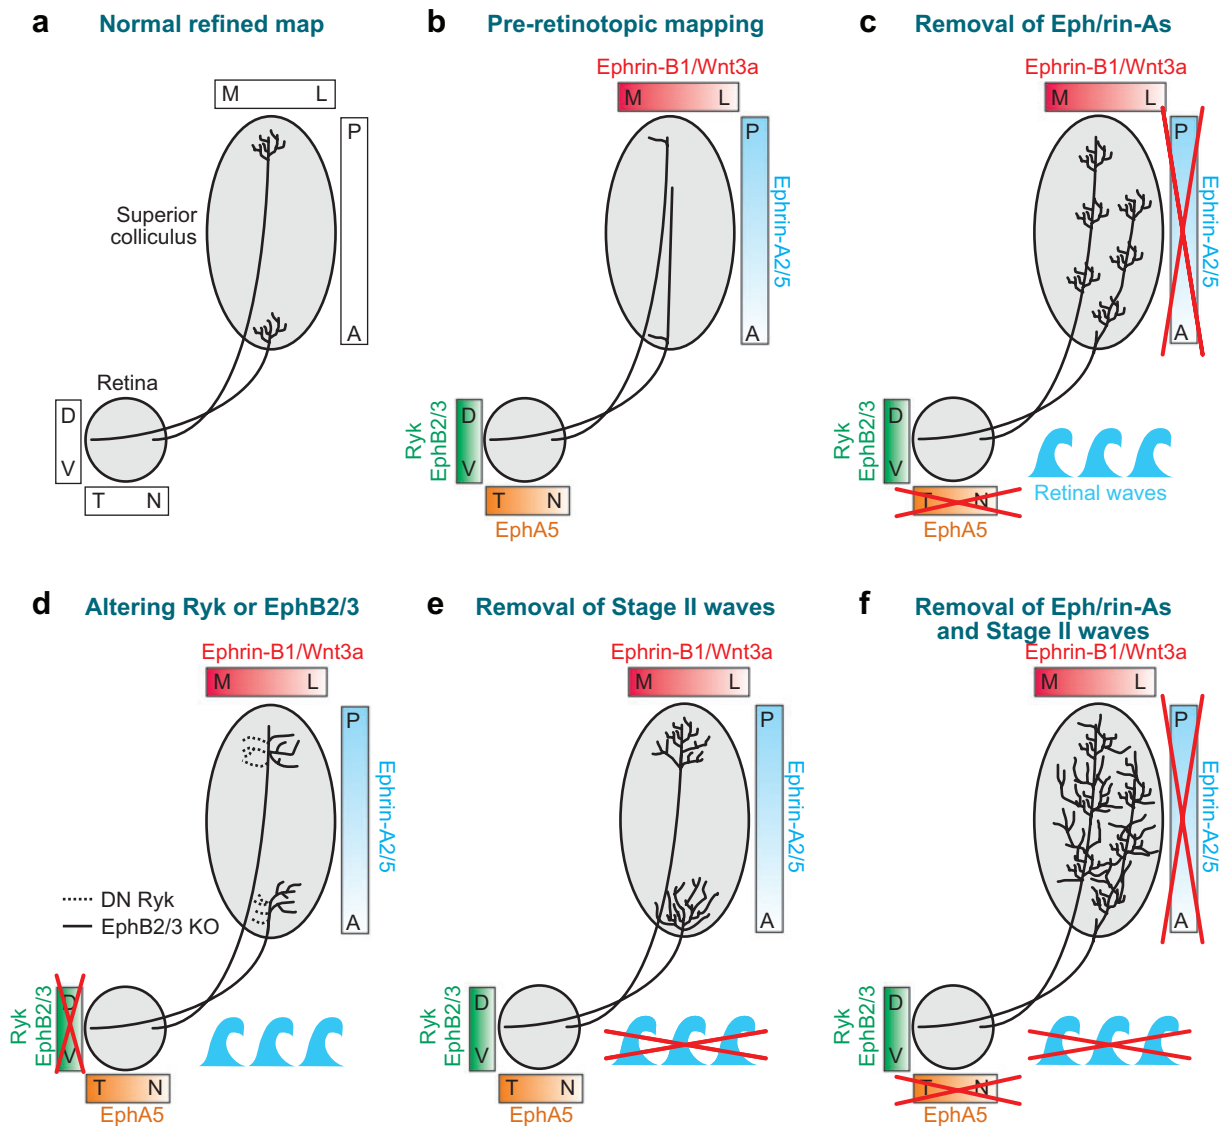 a Normal refined map
M L
P
Superior
colliculus
A
Retina
D
V
T N
b Pre-retinotopic mapping
Ephrin-B1/Wnt3a
M L
P
Ephrin-A2/5
A
Ryk
EphB2/3
D
V
T N
EphA5
c Removal of Eph/rin-As
Ephrin-B1/Wnt3a
M L
P
Ephrin-A2/5
A
Ryk
EphB2/3
D
V
Retinal waves
T N
EphA5
d Altering Ryk or EphB2/3
Ephrin-B1/Wnt3a
M L
P
Ephrin-A2/5
DN Ryk
EphB2/3 KO
A
Ryk
EphB2/3
D
V
T N
EphA5
e Removal of Stage II waves
Ephrin-B1/Wnt3a
M L
P
Ephrin-A2/5
A
Ryk
EphB2/3
D
V
T N
EphA5
f Removal of Eph/rin-As
and Stage II waves
Ephrin-B1/Wnt3a
M L
P
Ephrin-A2/5
A
Ryk
EphB2/3
D
V
T N
EphA5